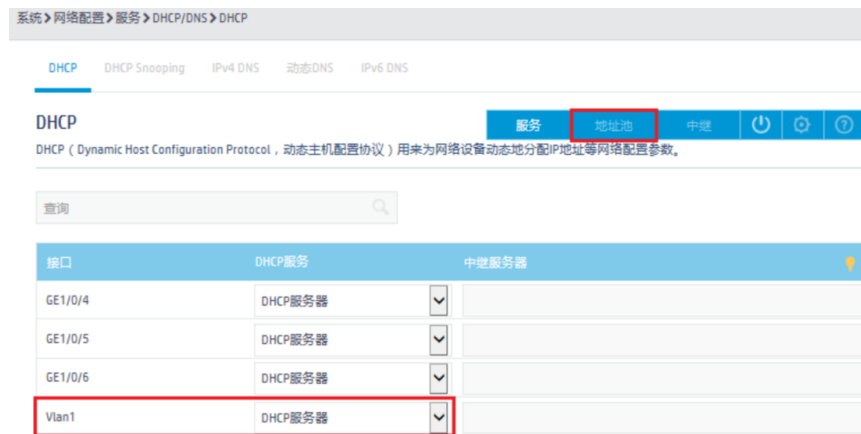 系统>网络配置>服务>DHCP/DNS>DHCP
DHCP DHCP Snooping IPv4 DNS 动态DNS IPv6 DNS
DHCP 服务 地址池 中继
DHCP（Dynamic Host Configuration Protocol，动态主机配置协议）用来为网络设备动态地分配IP地址等网络配置参数。
查询
接口 DHCP服务 中继服务器
GE1/0/4 DHCP服务器
GE1/0/5 DHCP服务器
GE1/0/6 DHCP服务器
Vlan1 DHCP服务器